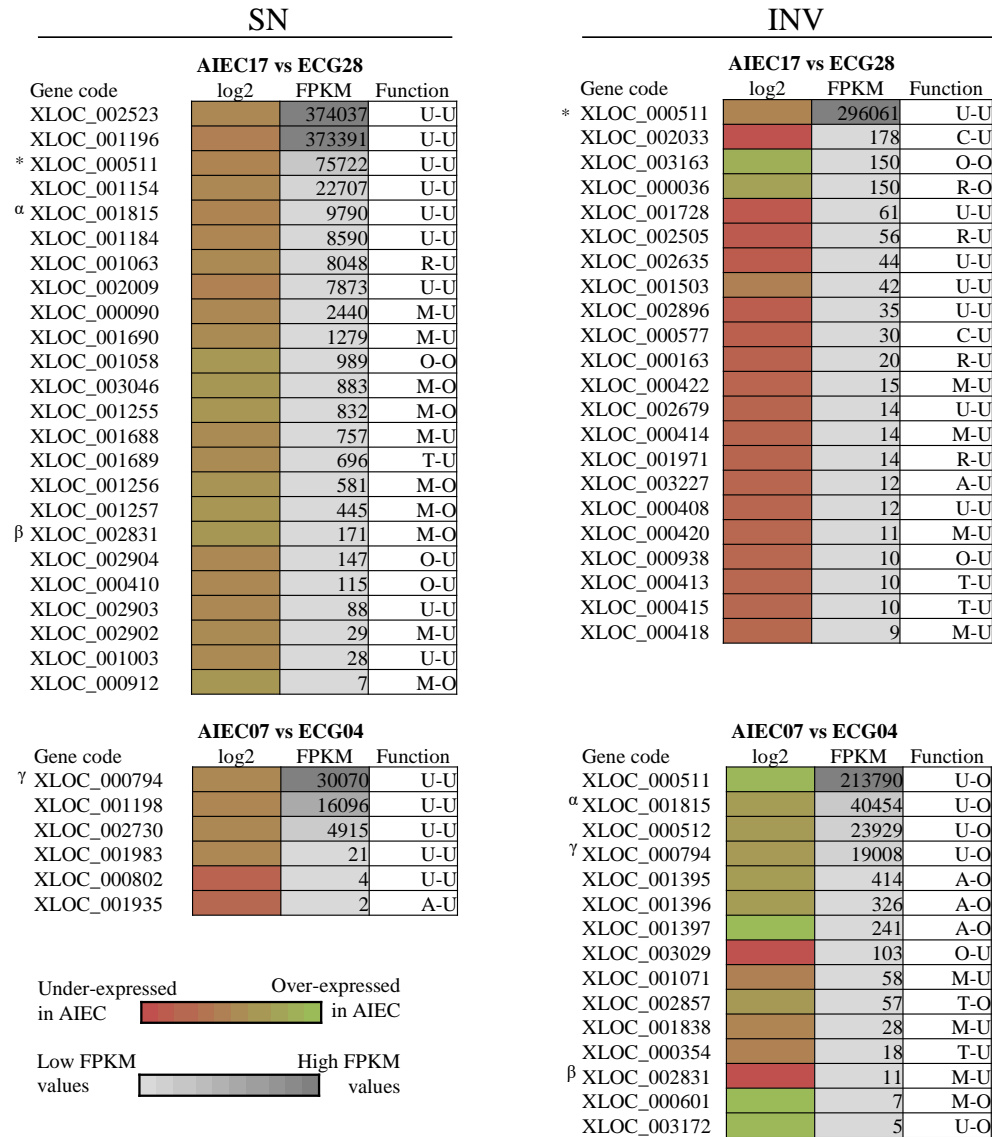 SN
AIEC17 vs ECG28
Gene code log2 FPKM Function
XLOC_002523 374037 U-U
XLOC_001196 373391 U-U
* XLOC_000511 75722 U-U
XLOC_001154 22707 U-U
α XLOC_001815 9790 U-U
XLOC_001184 8590 U-U
XLOC_001063 8048 R-U
XLOC_002009 7873 U-U
XLOC_000090 2440 M-U
XLOC_001690 1279 M-U
XLOC_001058 989 O-O
XLOC_003046 883 M-O
XLOC_001255 832 M-O
XLOC_001688 757 M-U
XLOC_001689 696 T-U
XLOC_001256 581 M-O
XLOC_001257 445 M-O
β XLOC_002831 171 M-O
XLOC_002904 147 O-U
XLOC_000410 115 O-U
XLOC_002903 88 U-U
XLOC_002902 29 M-U
XLOC_001003 28 U-U
XLOC_000912 7 M-O
AIEC07 vs ECG04
Gene code log2 FPKM Function
γ XLOC_000794 30070 U-U
XLOC_001198 16096 U-U
XLOC_002730 4915 U-U
XLOC_001983 21 U-U
XLOC_000802 4 U-U
XLOC_001935 2 A-U
Under-expressed in AIEC
Over-expressed in AIEC
Low FPKM values
High FPKM values
INV
AIEC17 vs ECG28
Gene code log2 FPKM Function
* XLOC_000511 296061 U-U
XLOC_002033 178 C-U
XLOC_003163 150 O-O
XLOC_000036 150 R-O
XLOC_001728 61 U-U
XLOC_002505 56 R-U
XLOC_002635 44 U-U
XLOC_001503 42 U-U
XLOC_002896 35 U-U
XLOC_000577 30 C-U
XLOC_000163 20 R-U
XLOC_000422 15 M-U
XLOC_002679 14 U-U
XLOC_000414 14 M-U
XLOC_001971 14 R-U
XLOC_003227 12 A-U
XLOC_000408 12 U-U
XLOC_000420 11 M-U
XLOC_000938 10 O-U
XLOC_000413 10 T-U
XLOC_000415 10 T-U
XLOC_000418 9 M-U
AIEC07 vs ECG04
Gene code log2 FPKM Function
XLOC_000511 213790 U-O
α XLOC_001815 40454 U-O
XLOC_000512 23929 U-O
γ XLOC_000794 19008 U-O
XLOC_001395 414 A-O
XLOC_001396 326 A-O
XLOC_001397 241 A-O
XLOC_003029 103 O-U
XLOC_001071 58 M-U
XLOC_002857 57 T-O
XLOC_001838 28 M-U
XLOC_000354 18 T-U
β XLOC_002831 11 M-U
XLOC_000601 7 M-O
XLOC_003172 5 U-O